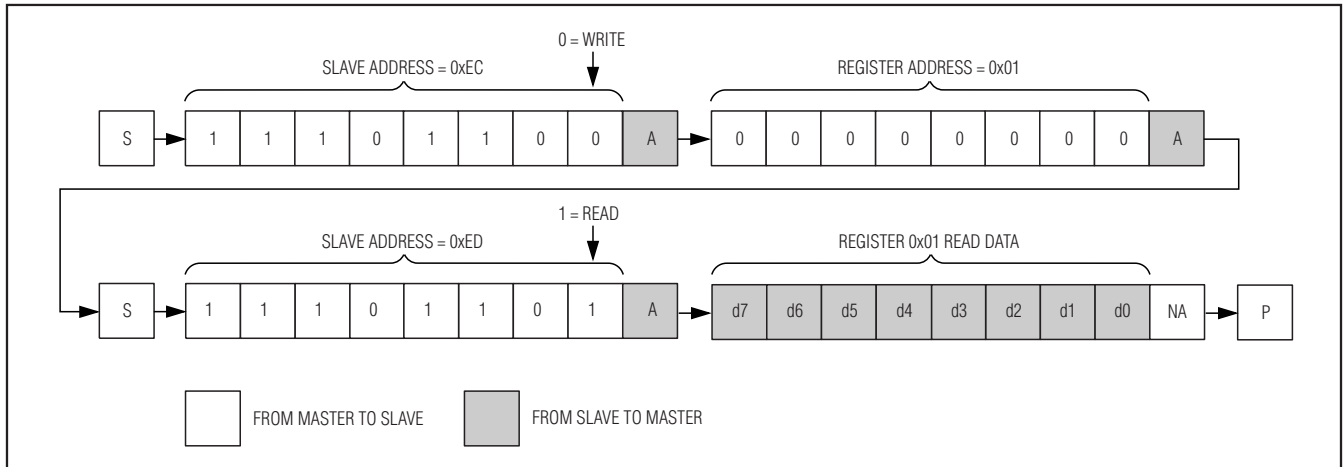 0 = WRITE
SLAVE ADDRESS = 0xEC REGISTER ADDRESS = 0x01
S 1 1 1 0 1 1 0 0 A 0 0 0 0 0 0 0 0 A
1 = READ
SLAVE ADDRESS = 0xED REGISTER 0x01 READ DATA
S 1 1 1 0 1 1 0 1 A d7 d6 d5 d4 d3 d2 d1 d0 NA P
FROM MASTER TO SLAVE FROM SLAVE TO MASTER